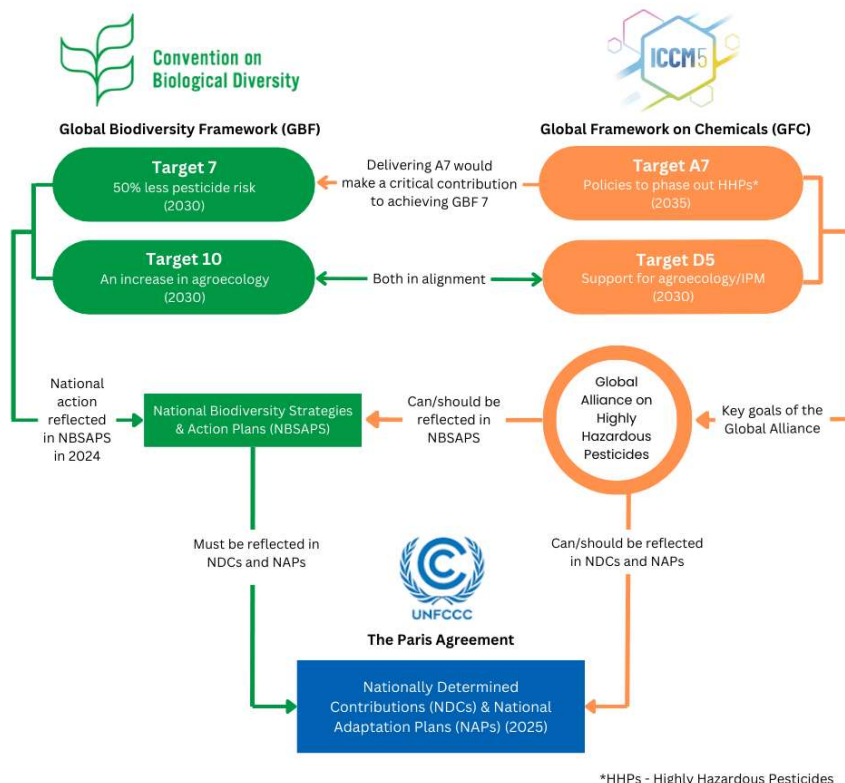 Convention on
Biological Diversity
ICCM5
Global Biodiversity Framework (GBF)
Global Framework on Chemicals (GFC)
Target 7
50% less pesticide risk
(2030)
Delivering A7 would
make a critical contribution
to achieving GBF 7
Target A7
Policies to phase out HHPs*
(2035)
Target 10
An increase in agroecology
(2030)
Both in alignment
Target D5
Support for agroecology/IPM
(2030)
National
action
reflected
in NBSAPS
in 2024
National Biodiversity Strategies
& Action Plans (NBSAPS)
Can/should be
reflected in
NBSAPS
Global
Alliance on
Highly
Hazardous
Pesticides
Key goals of the
Global Alliance
Must be reflected in
NDCs and NAPs
Can/should be reflected
in NDCs and NAPs
UNFCCC
The Paris Agreement
Nationally Determined
Contributions (NDCs) & National
Adaptation Plans (NAPs) (2025)
*HHPs - Highly Hazardous Pesticides